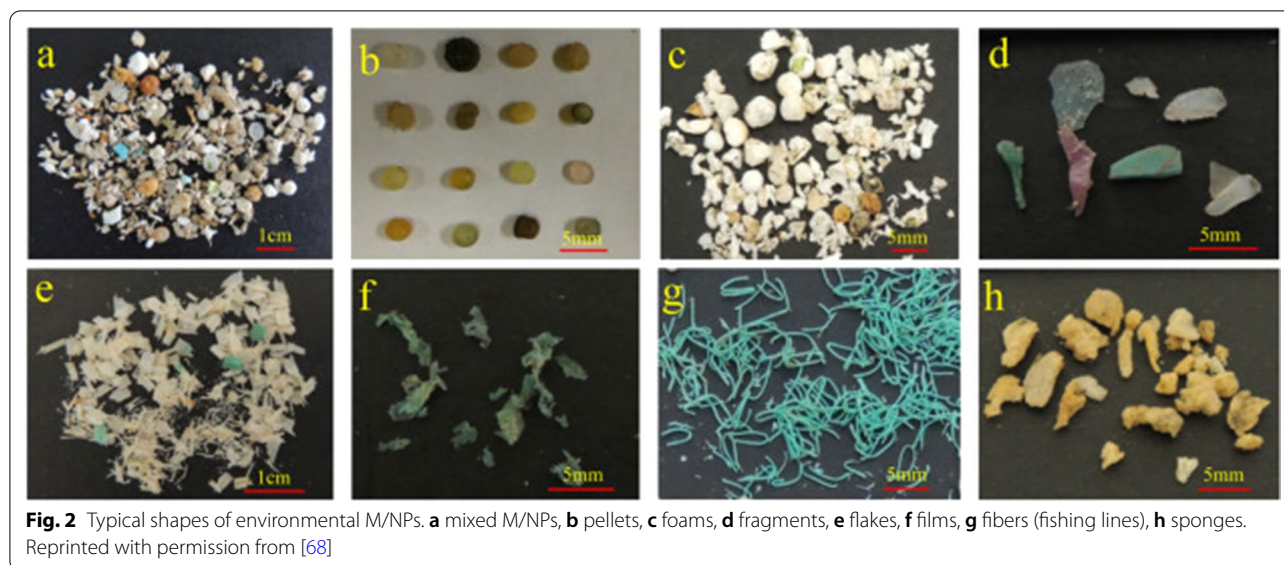 a
b
c
d
1cm
5mm
5mm
5mm
e
f
g
h
1cm
5mm
5mm
5mm
Fig. 2 Typical shapes of environmental M/NPs. a mixed M/NPs, b pellets, c foams, d fragments, e flakes, f films, g fibers (fishing lines), h sponges.
Reprinted with permission from [68]